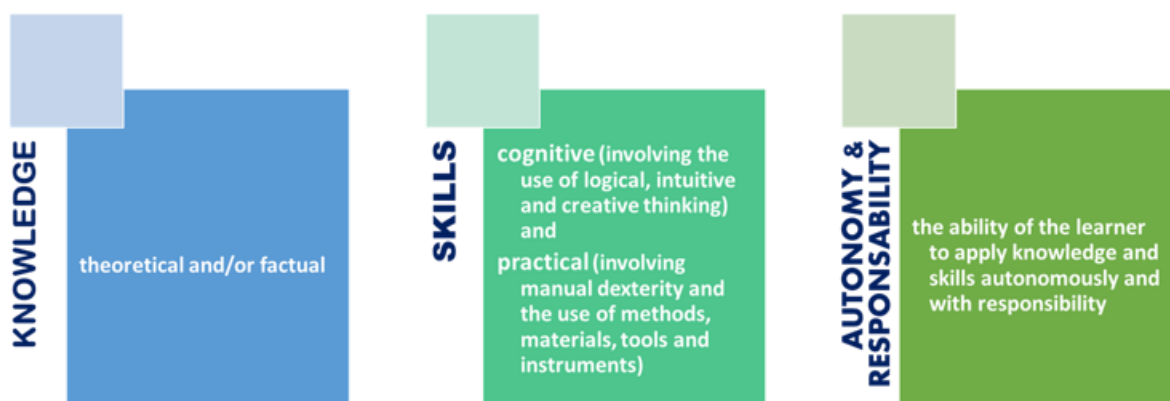 KNOWLEDGE
theoretical and/or factual
SKILLS
cognitive (involving the
use of logical, intuitive
and creative thinking)
and
practical (involving
manual dexterity and
the use of methods,
materials, tools and
instruments)
AUTONOMY &
RESPONSABILITY
the ability of the learner
to apply knowledge and
skills autonomously and
with responsibility